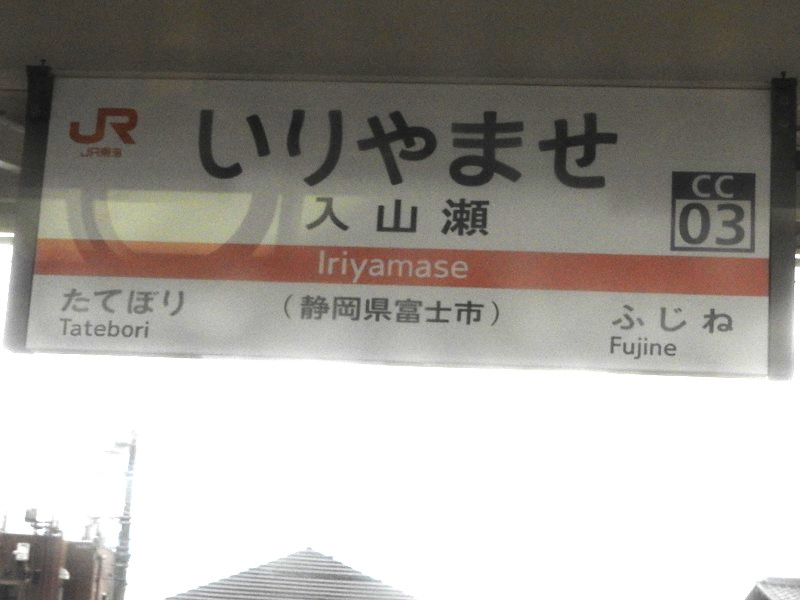 JR
JR東海
いりやませ
入山瀬
CC
03
Iriyamase
たてぼり
Tatebori
(静岡県富士市)
ふじね
Fujine